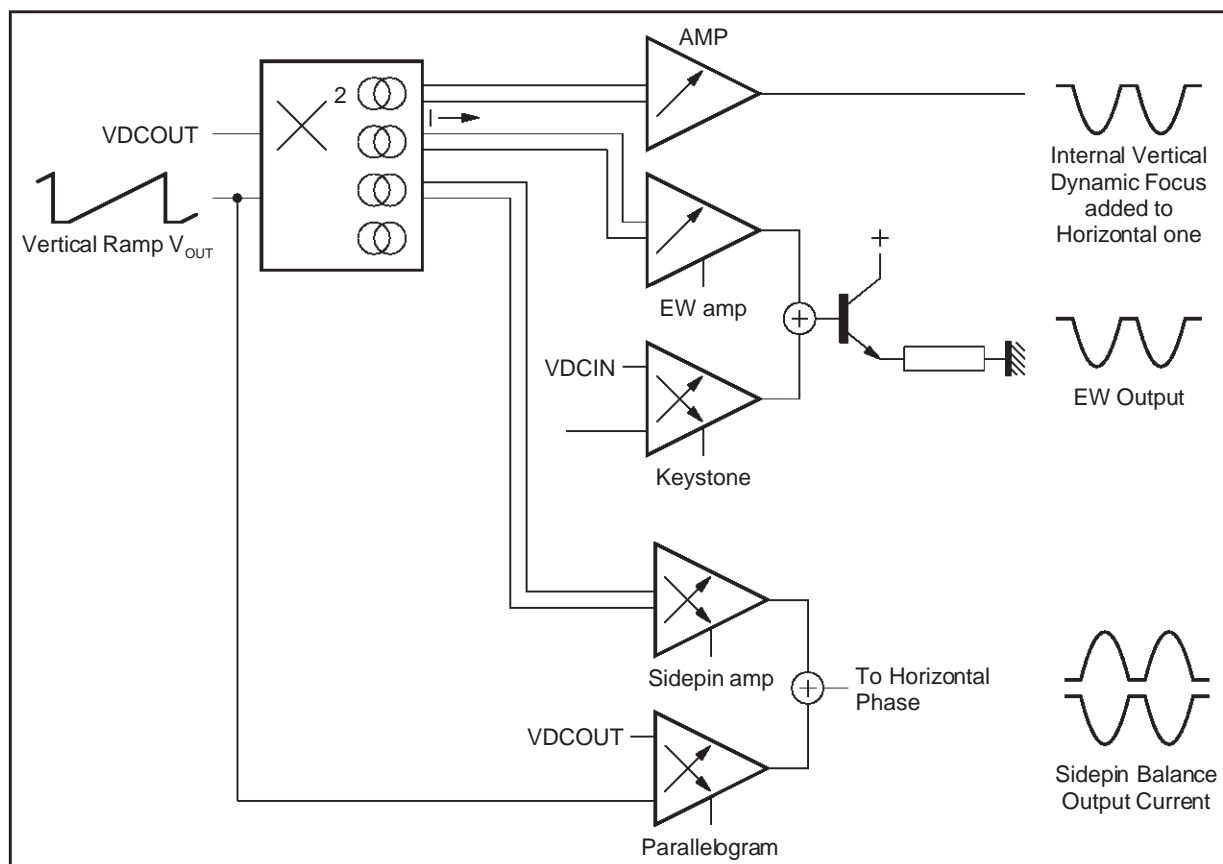 AMP
2
I
VDCOUT
Vertical Ramp VOUT
Internal Vertical
Dynamic Focus
added to
Horizontal one
+
EW amp
+
VDCIN
EW Output
Keystone
Sidepin amp
+
To Horizontal
Phase
VDCOUT
Sidepin Balance
Output Current
Parallelogram